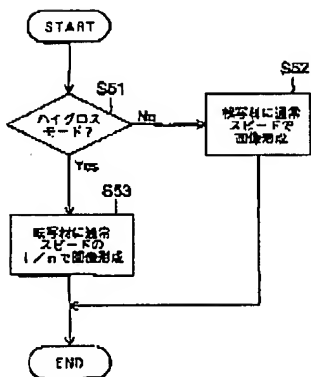 START
S51
ハイグロス
モード?
No
S52
転写材に通常
スピードで
画像形成
Yes
S53
転写材に通常
スピードの
1/nで画像形成
END